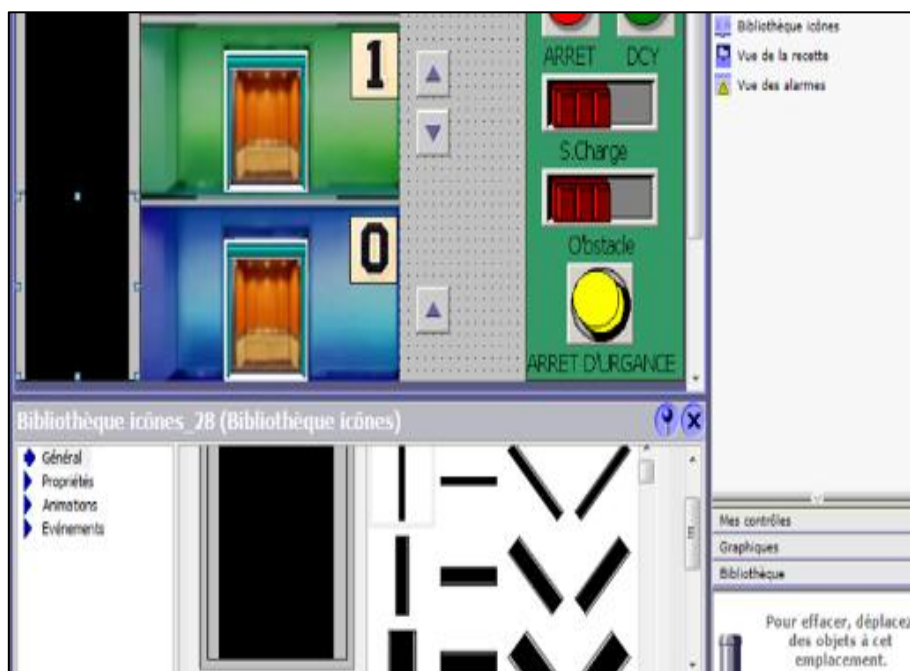 1
0
ARRET DCY
S.Charge
O'bstacle
ARRET D'URGANCE
Bibliothèque icônes
Vue de la recette
Vue des alarmes
Bibliothèque icônes_28 (Bibliothèque icônes)
Général
Propriétés
Animations
Evénements
Mes contrôles
Graphiques
Bibliothèque
Pour effacer, déplacez
des objets à cet
emplacement.